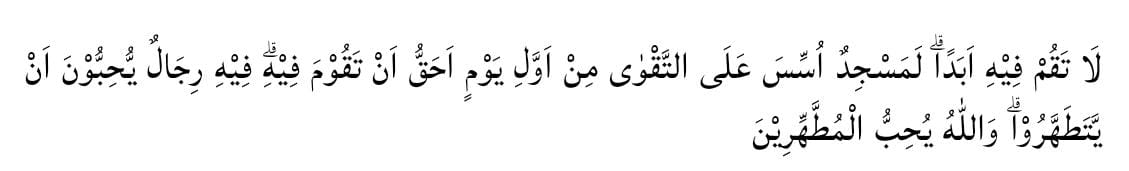 لَا تَقُمْ فِيْهِ اَبَدًاۗ لَمَسْجِدٌ اُسِّسَ عَلَى التَّقْوٰى مِنْ اَوَّلِ يَوْمٍ اَحَقُّ اَنْ تَقُوْمَ فِيْهِۗ فِيْهِ رِجَالٌ يُّحِبُّوْنَ اَنْ
يَّتَطَهَّرُوْاۗ وَاللّٰهُ يُحِبُّ الْمُطَّهِّرِيْنَ